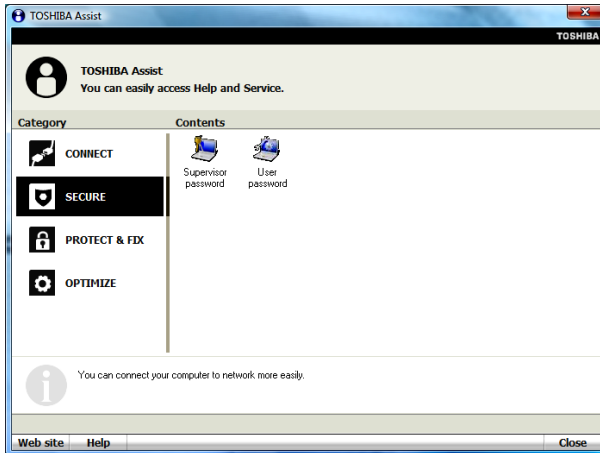 TOSHIBA Assist
TOSHIBA
TOSHIBA Assist
You can easily access Help and Service.
Category
Contents
CONNECT
SECURE
PROTECT & FIX
OPTIMIZE
Supervisor
password
User
password
You can connect your computer to network more easily.
Web site
Help
Close